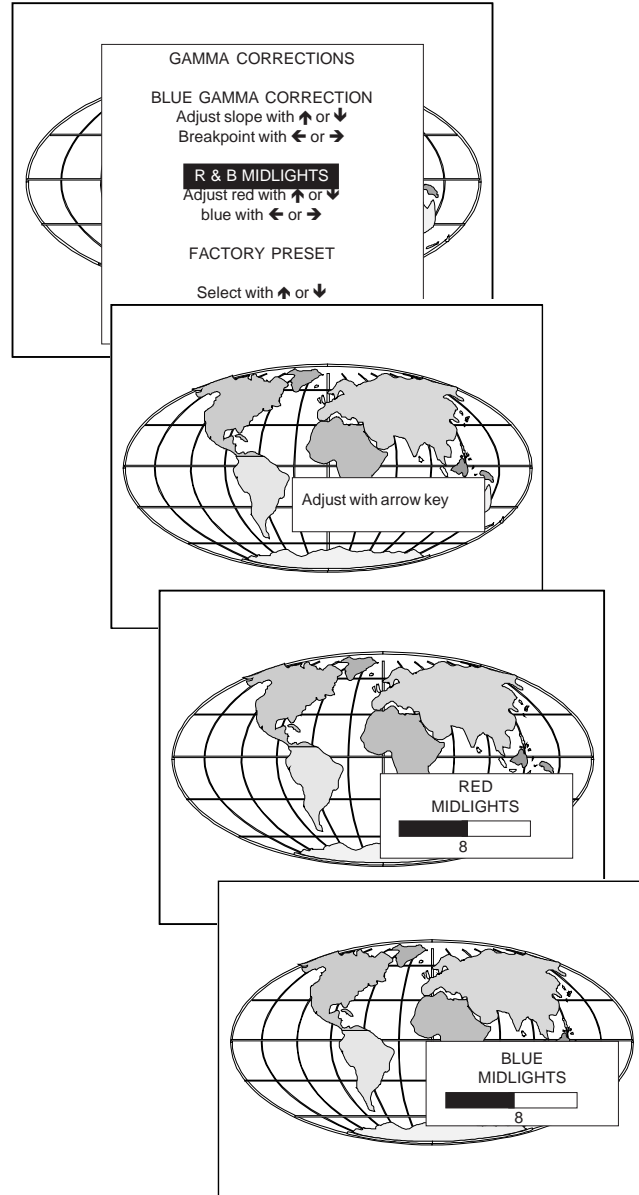 GAMMA CORRECTIONS
BLUE GAMMA CORRECTION
Adjust slope with ↑ or ↓
Breakpoint with ← or →
R & B MIDLIGHTS
Adjust red with ↑ or ↓
blue with ← or →
FACTORY PRESET
Select with ↑ or ↓
Adjust with arrow key
RED
MIDLIGHTS
8
BLUE
MIDLIGHTS
8